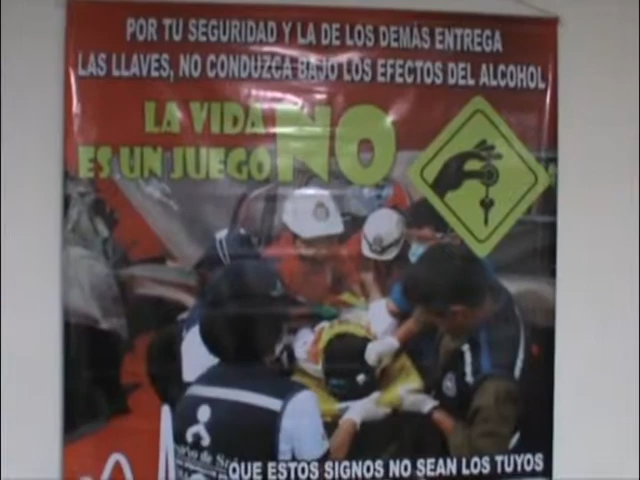 POR TU SEGURIDAD Y LA DE LOS DEMÁS ENTREGA
LAS LLAVES, NO CONDUZCA BAJO LOS EFECTOS DEL ALCOHOL
LA VIDA NO
ES UN JUEGO
QUE ESTOS SIGNOS NO SEAN LOS TUYOS